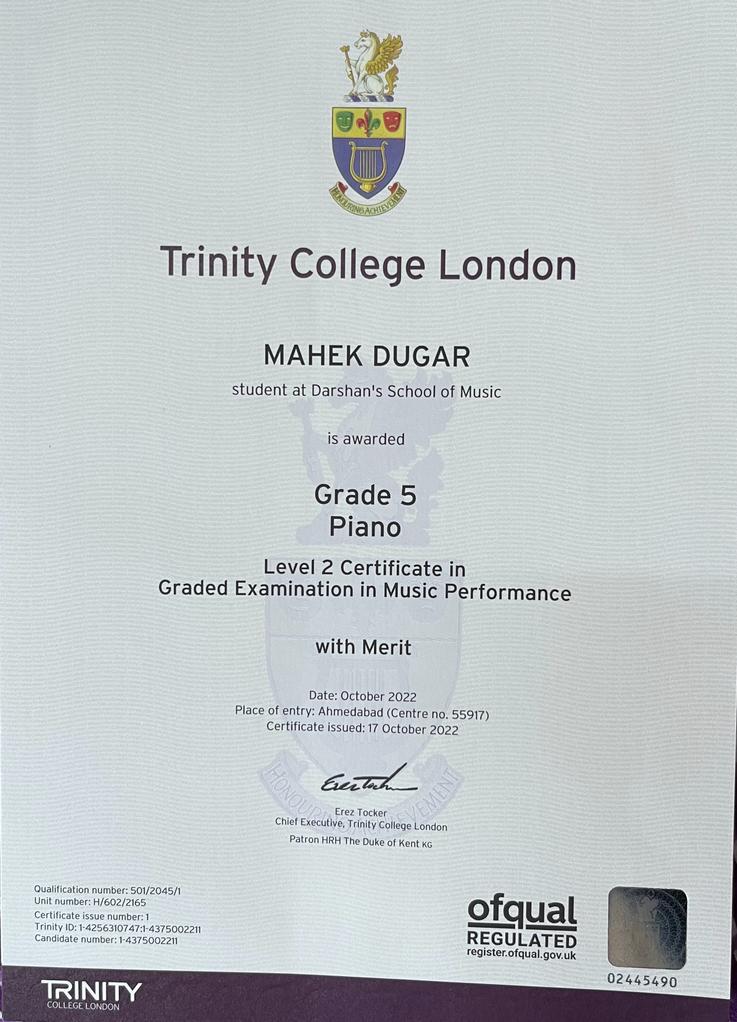 HONOURING ACHIEVEMENT
Trinity College London
MAHEK DUGAR
student at Darshan's School of Music
is awarded
Grade 5
Piano
Level 2 Certificate in
Graded Examination in Music Performance
with Merit
Date: October 2022
Place of entry: Ahmedabad (Centre no. 55917)
Certificate issued: 17 October 2022
HONOURING ACHIEVEMENT
Erez Tocker
Chief Executive, Trinity College London
Patron HRH The Duke of Kent KG
Qualification number: 501/2045/1
Unit number: H/602/2165
Certificate issue number: 1
Trinity ID: 1-4256310747:1-4375002211
Candidate number: 1-4375002211
ofqual
REGULATED
register.ofqual.gov.uk
02445490
TRINITY
COLLEGE LONDON